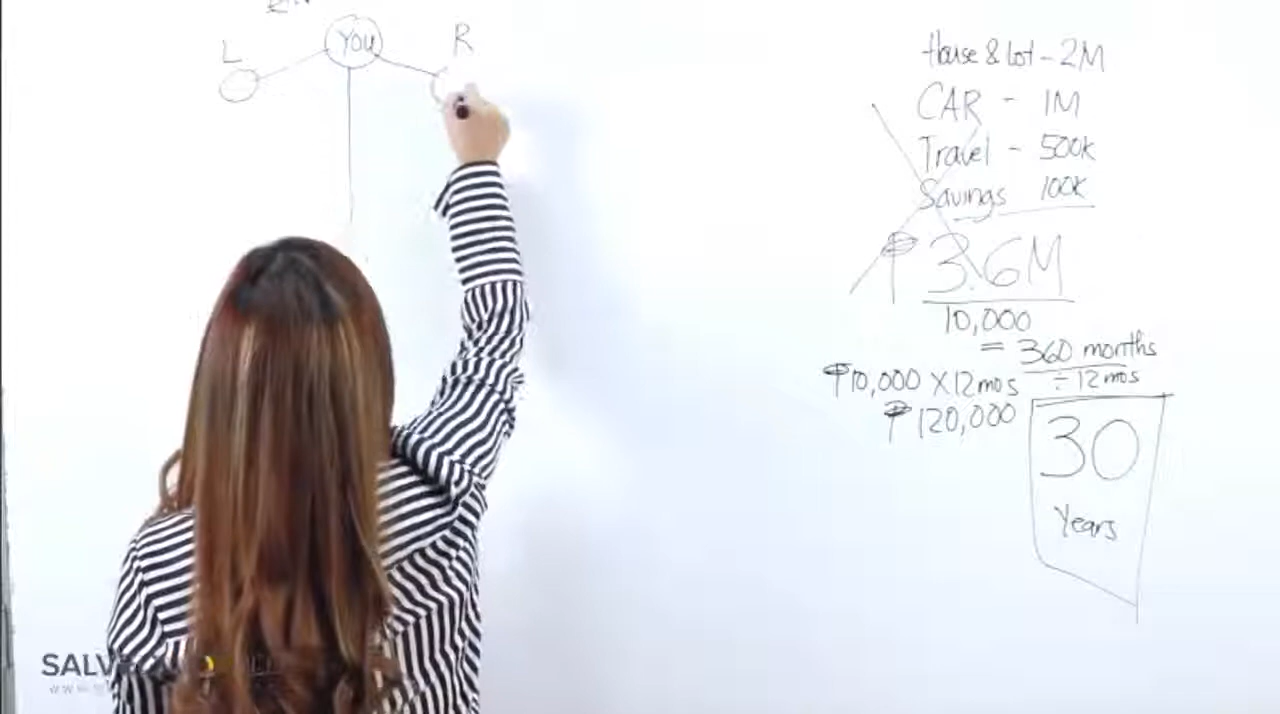 L
YOU
R
House & Lot - 2M
CAR - 1M
Travel - 500k
Savings 100k
₱ 3.6M
10,000
= 360 months
÷ 12 mos
₱10,000 X 12 mos
₱ 120,000
30
Years